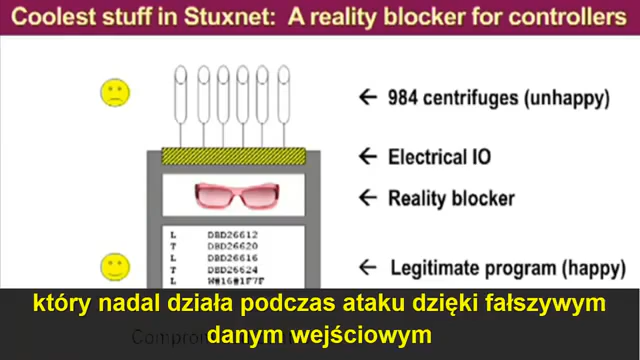 Coolest stuff in Stuxnet: A reality blocker for controllers
← 984 centrifuges (unhappy)
← Electrical IO
← Reality blocker
L DBD26612
T DBD26620
L DBD26616
T DBD26624
L W#16#1F7F
← Legitimate program (happy)
który nadal działa podczas ataku dzięki fałszywym
danym wejściowym